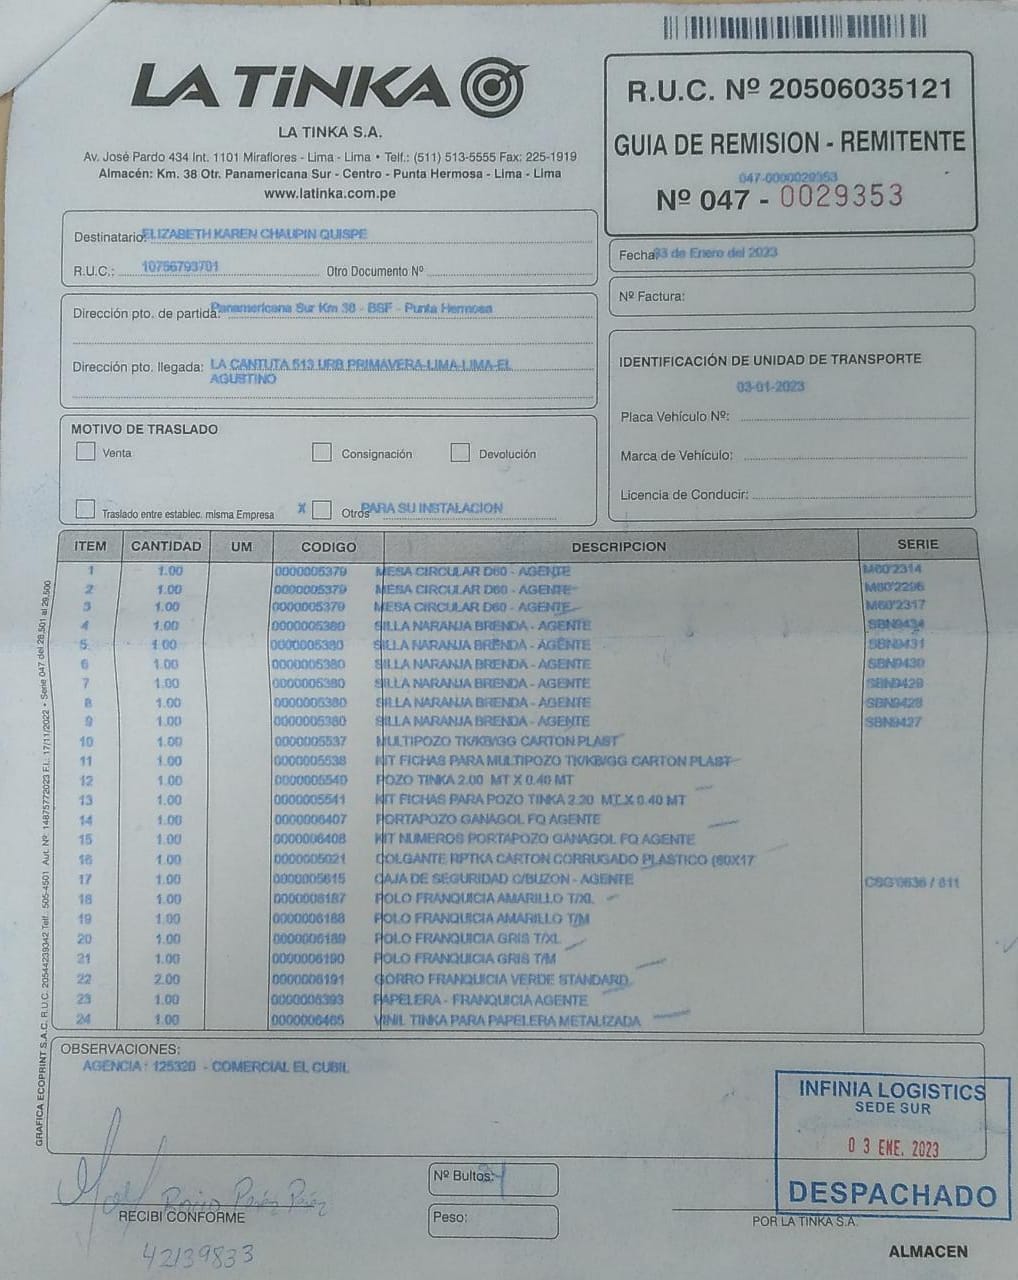 LA TiNKA
LA TINKA S.A.
Av. José Pardo 434 Int. 1101 Miraflores - Lima - Lima • Telf.: (511) 513-5555 Fax: 225-1919
Almacén: Km. 38 Otr. Panamericana Sur - Centro - Punta Hermosa - Lima - Lima
www.latinka.com.pe
R.U.C. Nº 20506035121
GUIA DE REMISION - REMITENTE
047-0000029353
Nº 047 - 0029353
Destinatario: ELIZABETH KAREN CHAUPIN QUISPE
R.U.C.: 10756793701 Otro Documento Nº
Fecha: 03 de Enero del 2023
Nº Factura:
Dirección pto. de partida: Panamericana Sur Km 38 - BSF - Punta Hermosa
Dirección pto. llegada: LA CANTUTA 513 URB PRIMAVERA-LIMA-LIMA-EL
AGUSTINO
IDENTIFICACIÓN DE UNIDAD DE TRANSPORTE
03-01-2023
Placa Vehículo Nº:
Marca de Vehículo:
Licencia de Conducir:
MOTIVO DE TRASLADO
Venta Consignación Devolución
Traslado entre establec. misma Empresa X Otros PARA SU INSTALACION
ITEM CANTIDAD UM CODIGO DESCRIPCION SERIE
1 1.00 0000005379 MESA CIRCULAR D60 - AGENTE M60'2314
2 1.00 0000005379 MESA CIRCULAR D60 - AGENTE M60'2296
3 1.00 0000005379 MESA CIRCULAR D60 - AGENTE M60'2317
4 1.00 0000005380 SILLA NARANJA BRENDA - AGENTE SBN9434
5 1.00 0000005380 SILLA NARANJA BRENDA - AGENTE SBN9431
6 1.00 0000005380 SILLA NARANJA BRENDA - AGENTE SBN9430
7 1.00 0000005380 SILLA NARANJA BRENDA - AGENTE SBN9429
8 1.00 0000005380 SILLA NARANJA BRENDA - AGENTE SBN9428
9 1.00 0000005380 SILLA NARANJA BRENDA - AGENTE SBN9427
10 1.00 0000005537 MULTIPOZO TK/KB/GG CARTON PLAST
11 1.00 0000005538 KIT FICHAS PARA MULTIPOZO TK/KB/GG CARTON PLAST
12 1.00 0000005540 POZO TINKA 2.00 MT X 0.40 MT
13 1.00 0000005541 KIT FICHAS PARA POZO TINKA 2.20 MT X 0.40 MT
14 1.00 0000006407 PORTAPOZO GANAGOL FQ AGENTE
15 1.00 0000006408 KIT NUMEROS PORTAPOZO GANAGOL FQ AGENTE
16 1.00 0000005021 COLGANTE RPTKA CARTON CORRUGADO PLASTICO (60X17
17 1.00 0000005615 CAJA DE SEGURIDAD C/BUZON - AGENTE CSG'0636 / 611
18 1.00 0000006187 POLO FRANQUICIA AMARILLO T/XL
19 1.00 0000006188 POLO FRANQUICIA AMARILLO T/M
20 1.00 0000006189 POLO FRANQUICIA GRIS T/XL
21 1.00 0000006190 POLO FRANQUICIA GRIS T/M
22 2.00 0000006191 GORRO FRANQUICIA VERDE STANDARD
23 1.00 0000006393 PAPELERA - FRANQUICIA AGENTE
24 1.00 0000006465 VINIL TINKA PARA PAPELERA METALIZADA
GRAFICA ECOPRINT S.A.C. R.U.C. 20544239342 Telf.: 505-4501 Aut. Nº. 14875772023 F.I.: 17/11/2022 • Serie 047 del 28,501 al 29,500
OBSERVACIONES:
AGENCIA : 125320 - COMERCIAL EL CUBIL
INFINIA LOGISTICS
SEDE SUR
03 ENE. 2023
DESPACHADO
Nº Bultos:
Peso:
RECIBI CONFORME
42139833
POR LA TINKA S.A.
ALMACEN